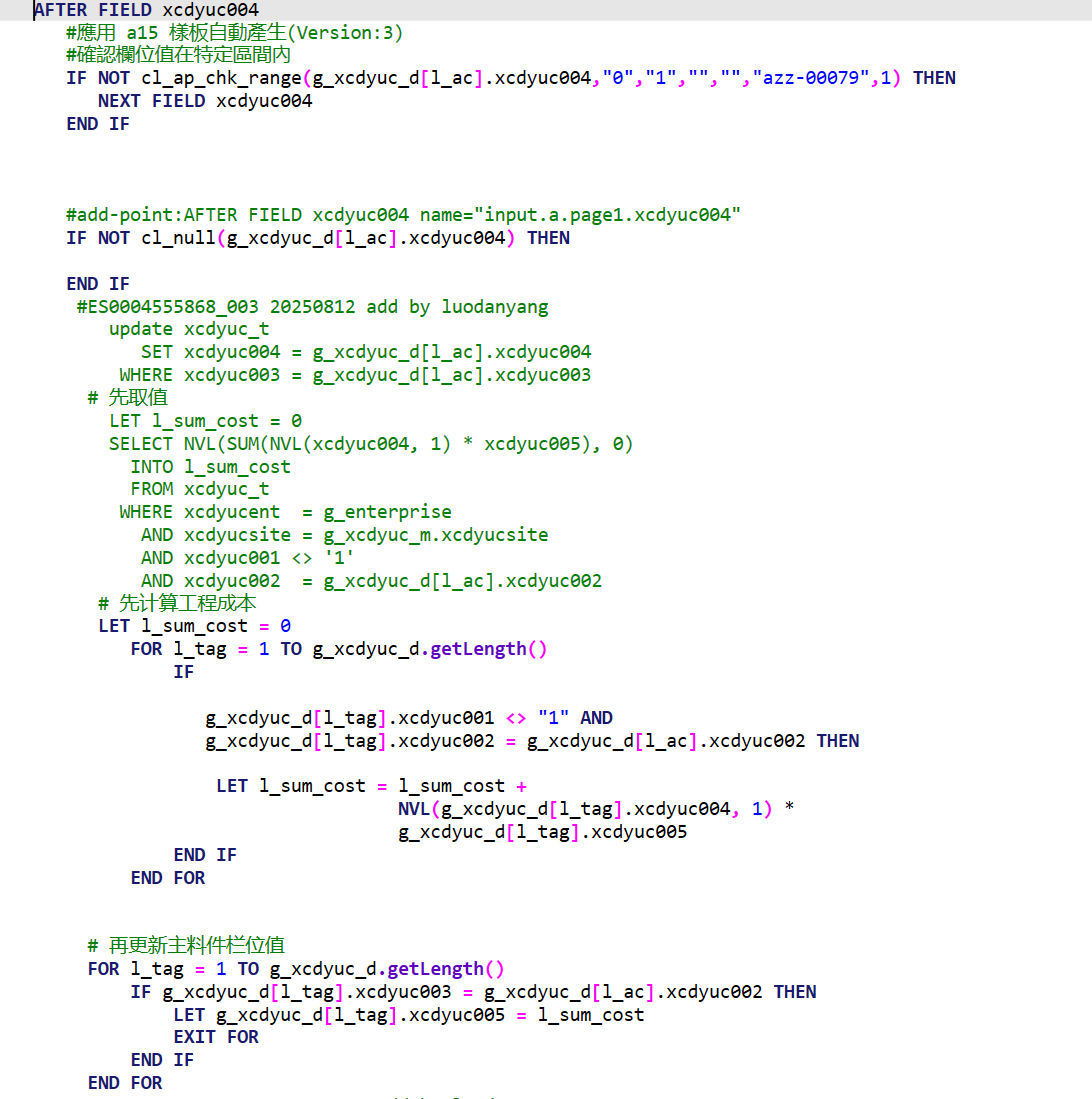 AFTER FIELD xcdyuc004
#應用 a15 樣板自動產生(Version:3)
#確認欄位值在特定區間內
IF NOT cl_ap_chk_range(g_xcdyuc_d[l_ac].xcdyuc004,"0","1","","","azz-00079",1) THEN
NEXT FIELD xcdyuc004
END IF
#add-point:AFTER FIELD xcdyuc004 name="input.a.page1.xcdyuc004"
IF NOT cl_null(g_xcdyuc_d[l_ac].xcdyuc004) THEN
END IF
#ES0004555868_003 20250812 add by luodanyang
update xcdyuc_t
SET xcdyuc004 = g_xcdyuc_d[l_ac].xcdyuc004
WHERE xcdyuc003 = g_xcdyuc_d[l_ac].xcdyuc003
# 先取值
LET l_sum_cost = 0
SELECT NVL(SUM(NVL(xcdyuc004, 1) * xcdyuc005), 0)
INTO l_sum_cost
FROM xcdyuc_t
WHERE xcdyucent  = g_enterprise
AND xcdyucsite = g_xcdyuc_m.xcdyucsite
AND xcdyuc001 <> '1'
AND xcdyuc002  = g_xcdyuc_d[l_ac].xcdyuc002
# 先计算工程成本
LET l_sum_cost = 0
FOR l_tag = 1 TO g_xcdyuc_d.getLength()
IF
g_xcdyuc_d[l_tag].xcdyuc001 <> "1" AND
g_xcdyuc_d[l_tag].xcdyuc002 = g_xcdyuc_d[l_ac].xcdyuc002 THEN
LET l_sum_cost = l_sum_cost +
NVL(g_xcdyuc_d[l_tag].xcdyuc004, 1) *
g_xcdyuc_d[l_tag].xcdyuc005
END IF
END FOR
# 再更新主料件栏位值
FOR l_tag = 1 TO g_xcdyuc_d.getLength()
IF g_xcdyuc_d[l_tag].xcdyuc003 = g_xcdyuc_d[l_ac].xcdyuc002 THEN
LET g_xcdyuc_d[l_tag].xcdyuc005 = l_sum_cost
EXIT FOR
END IF
END FOR